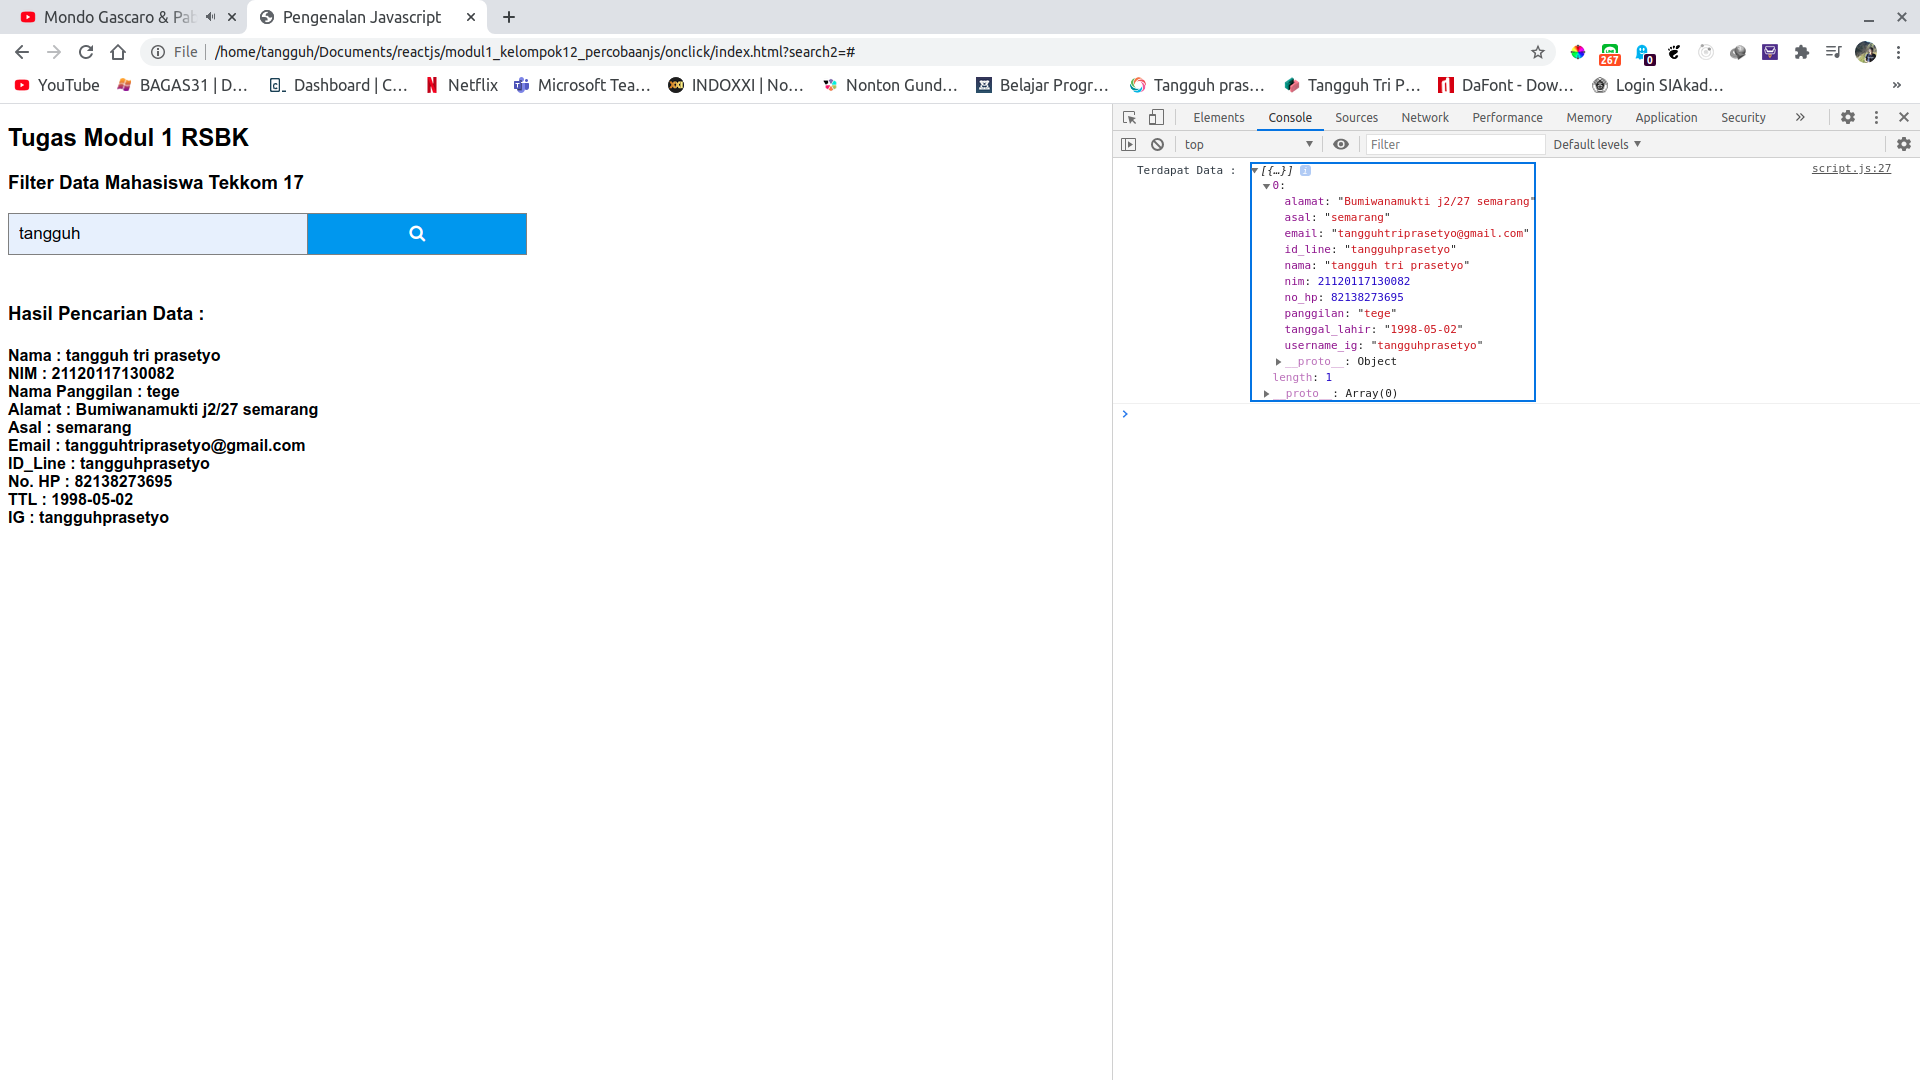 Mondo Gascaro & Pab
Pengenalan Javascript
File
/home/tangguh/Documents/reactjs/modul1_kelompok12_percobaanjs/onclick/index.html?search2=#
267
0
YouTube
BAGAS31 | D…
Dashboard | C…
Netflix
Microsoft Tea…
INDOXXI | No…
Nonton Gund…
Belajar Progr…
Tangguh pras…
Tangguh Tri P…
DaFont - Dow…
Login SIAkad…
»
Tugas Modul 1 RSBK
Filter Data Mahasiswa Tekkom 17
tangguh
Hasil Pencarian Data :
Nama : tangguh tri prasetyo
NIM : 21120117130082
Nama Panggilan : tege
Alamat : Bumiwanamukti j2/27 semarang
Asal : semarang
Email : tangguhtriprasetyo@gmail.com
ID_Line : tangguhprasetyo
No. HP : 82138273695
TTL : 1998-05-02
IG : tangguhprasetyo
Elements Console Sources Network Performance Memory Application Security »
top Filter Default levels
Terdapat Data : [{…}] i script.js:27
0:
alamat: "Bumiwanamukti j2/27 semarang"
asal: "semarang"
email: "tangguhtriprasetyo@gmail.com"
id_line: "tangguhprasetyo"
nama: "tangguh tri prasetyo"
nim: 21120117130082
no_hp: 82138273695
panggilan: "tege"
tanggal_lahir: "1998-05-02"
username_ig: "tangguhprasetyo"
__proto__: Object
length: 1
__proto__: Array(0)